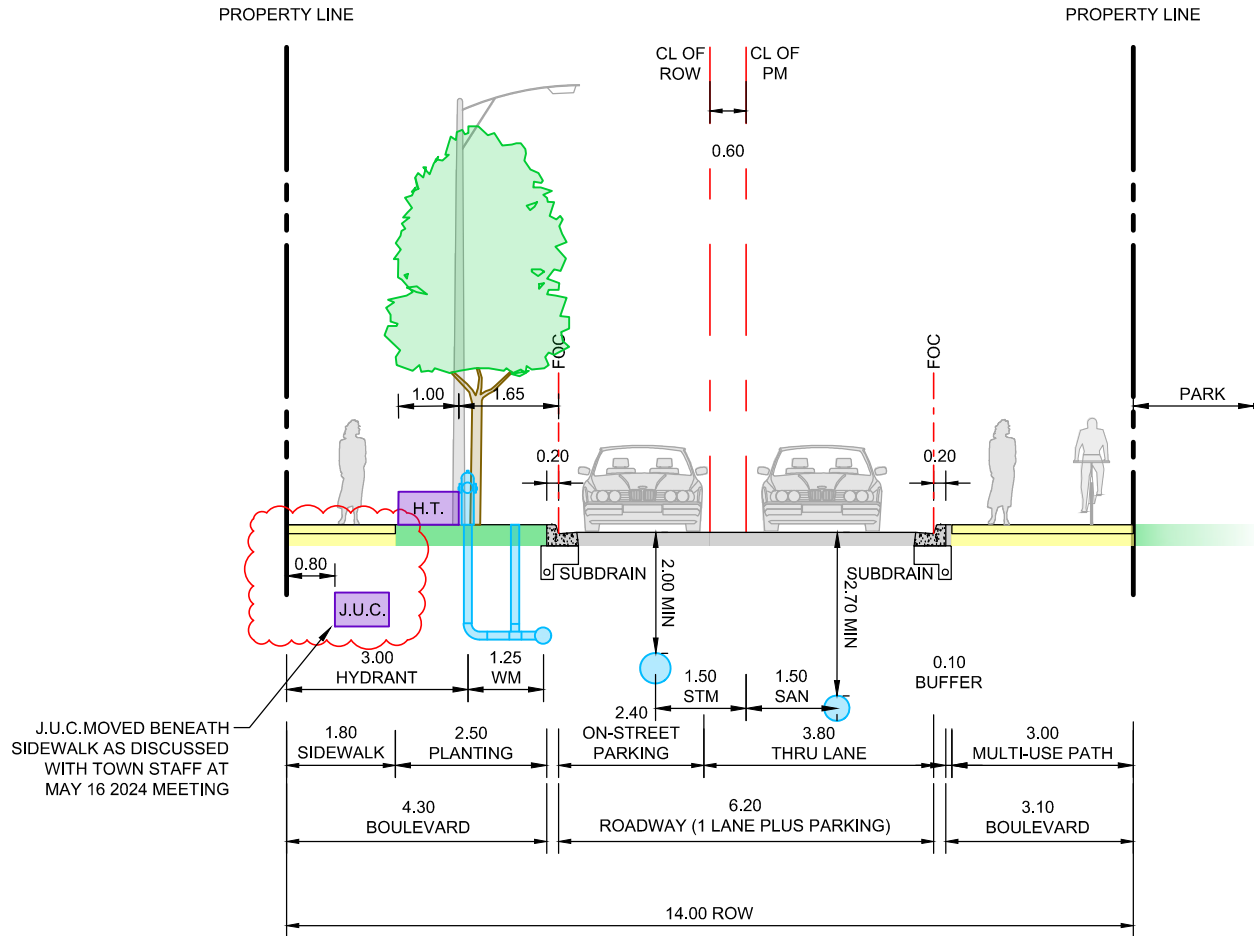 PROPERTY LINE
PROPERTY LINE
CL OF
ROW
CL OF
PM
0.60
FOC
FOC
1.00
1.65
PARK
0.20
0.20
H.T.
0.80
SUBDRAIN
SUBDRAIN
2.00 MIN
2.70 MIN
J.U.C.
3.00
HYDRANT
1.25
WM
1.50
STM
1.50
SAN
0.10
BUFFER
J.U.C.MOVED BENEATH
SIDEWALK AS DISCUSSED
WITH TOWN STAFF AT
MAY 16 2024 MEETING
1.80
SIDEWALK
2.50
PLANTING
2.40
ON-STREET
PARKING
3.80
THRU LANE
3.00
MULTI-USE PATH
4.30
BOULEVARD
6.20
ROADWAY (1 LANE PLUS PARKING)
3.10
BOULEVARD
14.00 ROW